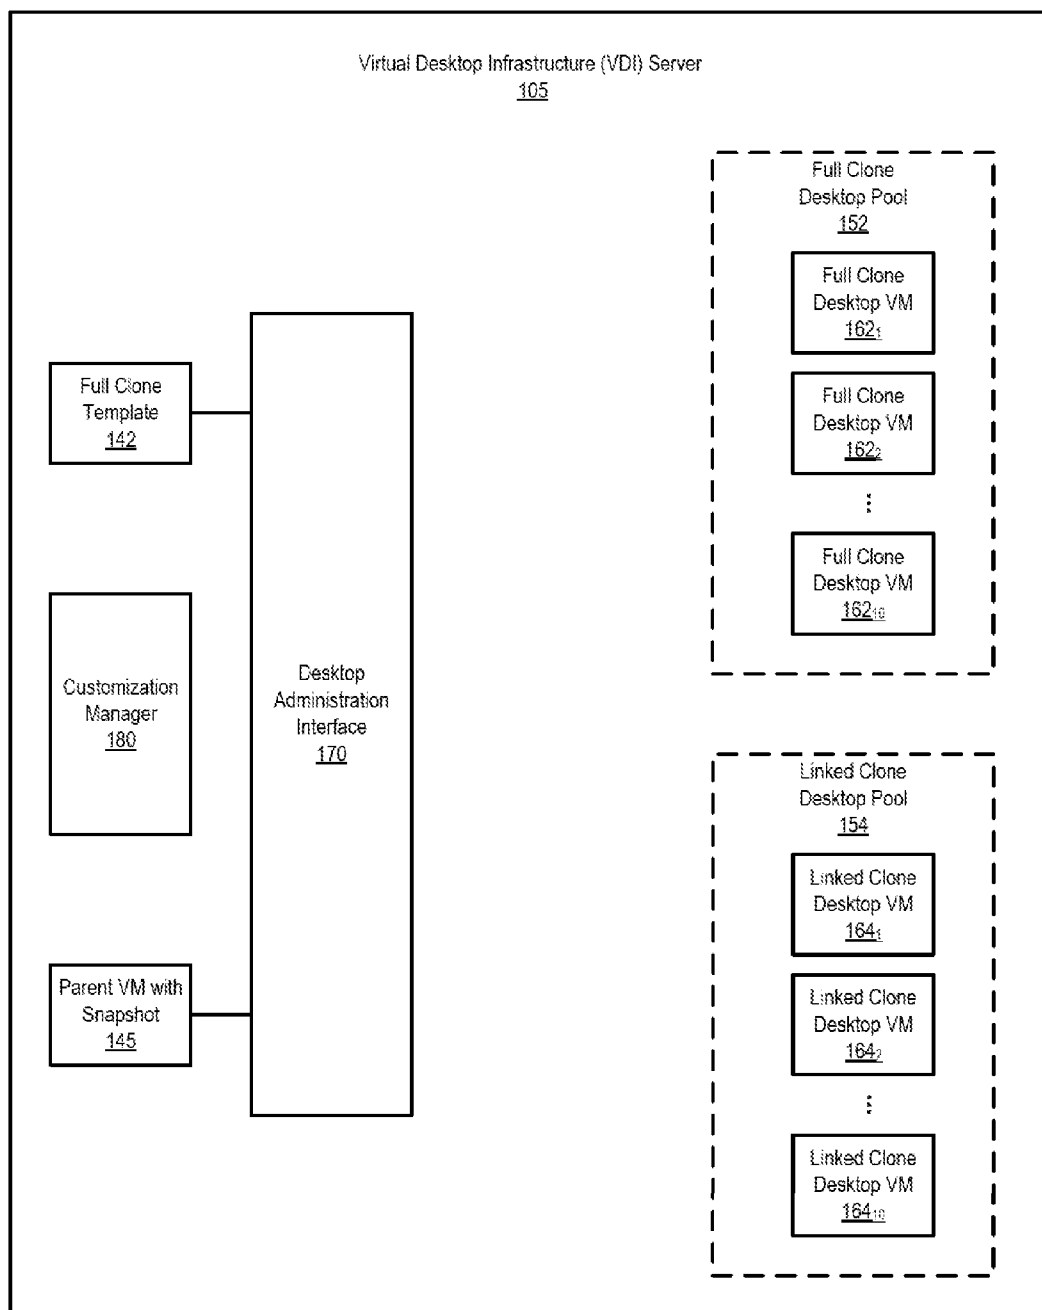 Virtual Desktop Infrastructure (VDI) Server
105
Full Clone
Desktop Pool
152
Full Clone
Desktop VM
162₁
Full Clone
Desktop VM
162₂
⋮
Full Clone
Desktop VM
162₁₀
Full Clone
Template
142
Customization
Manager
180
Parent VM with
Snapshot
145
Desktop
Administration
Interface
170
Linked Clone
Desktop Pool
154
Linked Clone
Desktop VM
164₁
Linked Clone
Desktop VM
164₂
⋮
Linked Clone
Desktop VM
164₁₀